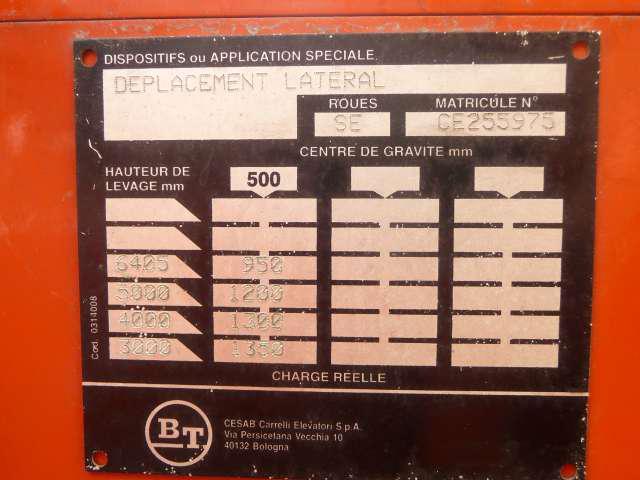 DISPOSITIFS ou APPLICATION SPECIALE
DEPLACEMENT LATERAL
ROUES MATRICULE N°
SE CE255975
CENTRE DE GRAVITE mm
HAUTEUR DE
LEVAGE mm 500
6405 950
5000 1200
4000 1300
3000 1350
CHARGE RÉELLE
Cod. 0314008
BT
CESAB Carrelli Elevatori S.p.A.
Via Persicetana Vecchia 10
40132 Bologna